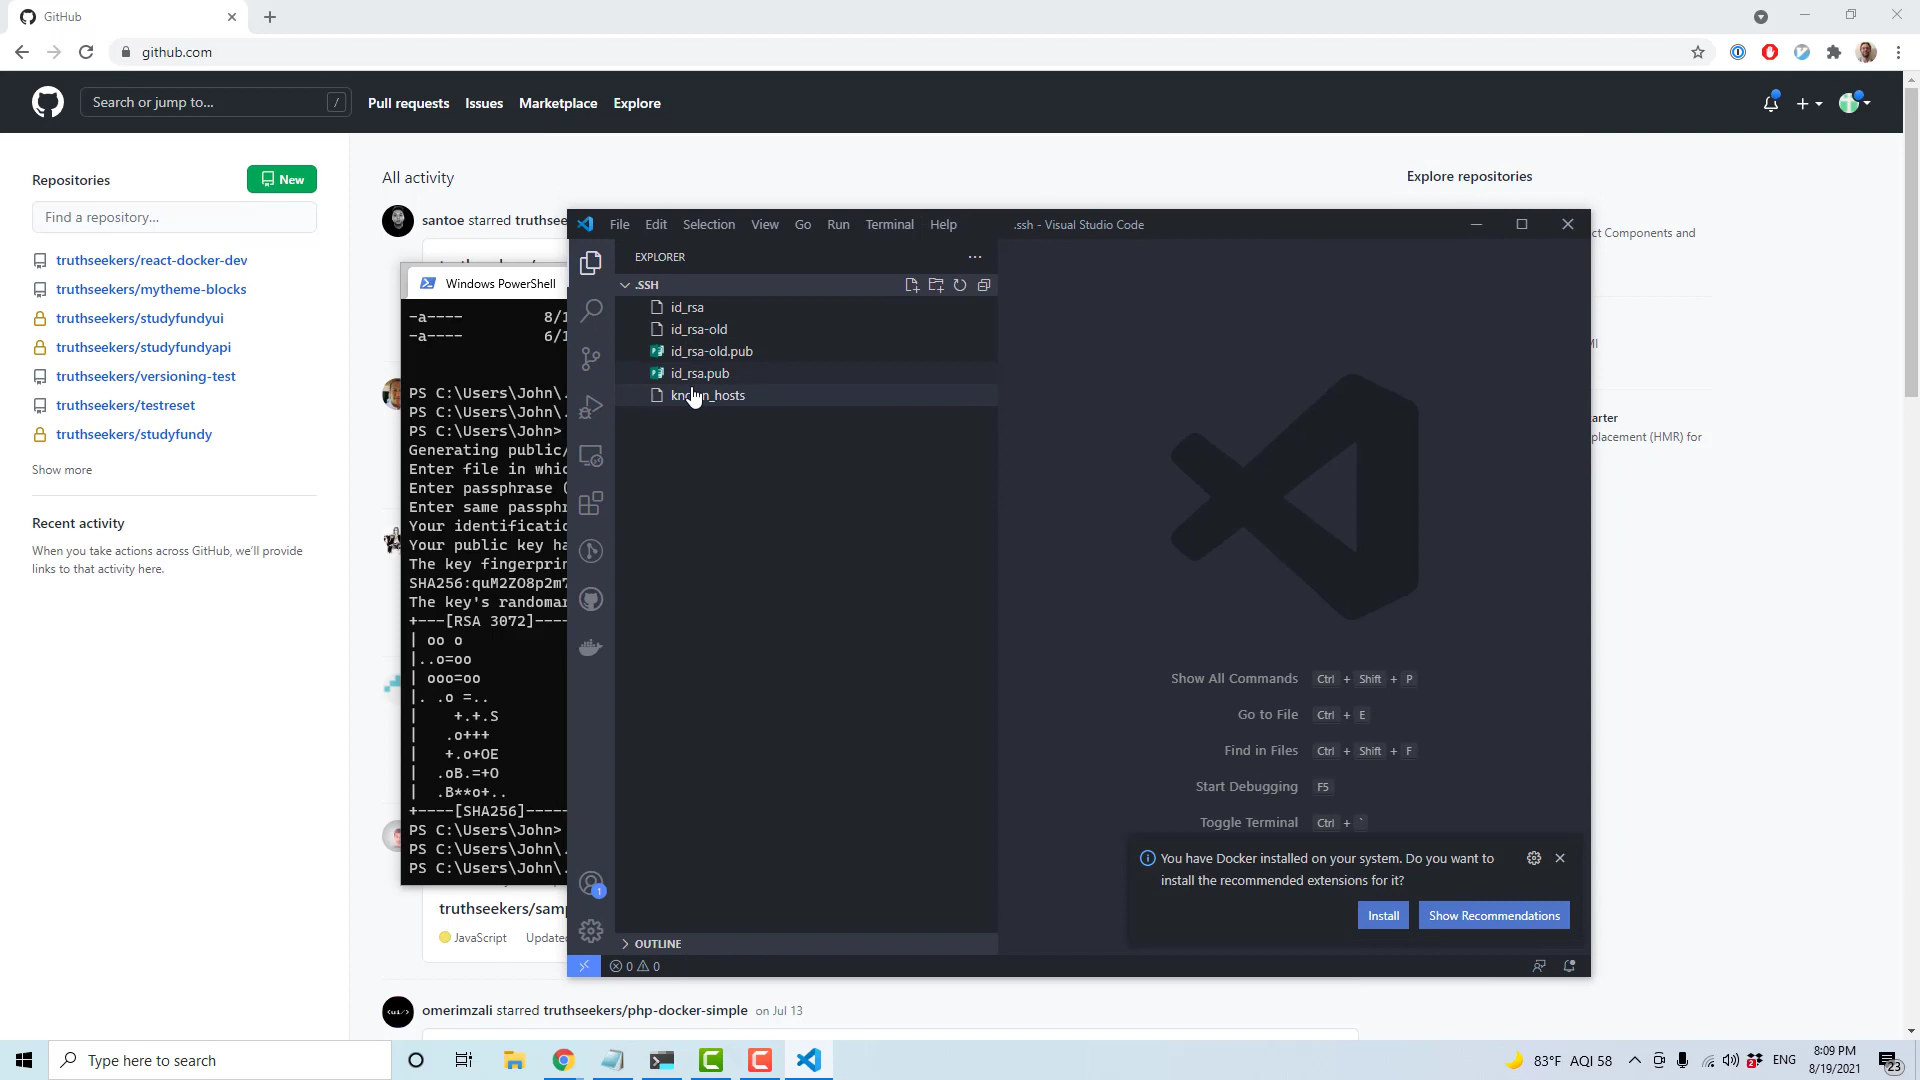 GitHub
github.com
Search or jump to... /
Pull requests Issues Marketplace Explore
Repositories
New
Find a repository...
truthseekers/react-docker-dev
truthseekers/mytheme-blocks
truthseekers/studyfundyui
truthseekers/studyfundyapi
truthseekers/versioning-test
truthseekers/testreset
truthseekers/studyfundy
Show more
Recent activity
When you take actions across GitHub, we'll provide
links to that activity here.
All activity
santoe starred truthsee
Explore repositories
ct Components and
arter
placement (HMR) for
Windows PowerShell
-a---- 8/1
-a---- 6/1
PS C:\Users\John\.
PS C:\Users\John\.
PS C:\Users\John>
Generating public/
Enter file in whic
Enter passphrase (
Enter same passphr
Your identificatio
Your public key ha
The key fingerprin
SHA256:quM2ZO8p2m7
The key's randomar
+---[RSA 3072]----
| oo o
|..o=oo
| ooo=oo
|. .o =..
| +.+.S
| .o+++
| +.o+OE
| .oB.=+O
| .B**o+..
+----[SHA256]-----
PS C:\Users\John>
PS C:\Users\John\.
PS C:\Users\John\.
File Edit Selection View Go Run Terminal Help
.ssh - Visual Studio Code
EXPLORER
.SSH
id_rsa
id_rsa-old
id_rsa-old.pub
id_rsa.pub
known_hosts
OUTLINE
0 0
1
Show All Commands Ctrl + Shift + P
Go to File Ctrl + E
Find in Files Ctrl + Shift + F
Start Debugging F5
Toggle Terminal Ctrl + `
You have Docker installed on your system. Do you want to
install the recommended extensions for it?
Install
Show Recommendations
truthseekers/samp
JavaScript Update
omerimzali starred truthseekers/php-docker-simple on Jul 13
Type here to search
83°F AQI 58
ENG
8:09 PM
8/19/2021
23